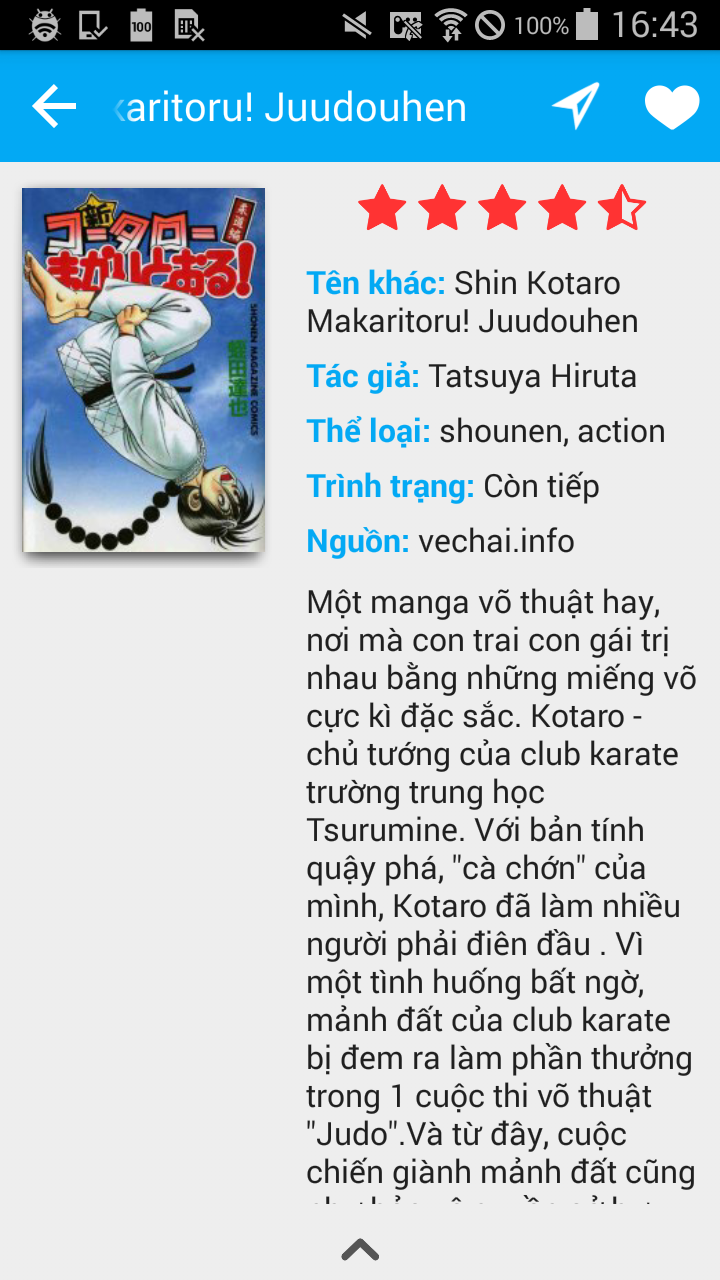 100
100%
16:43
karitoru! Juudouhen
新
柔道編
コータロー
まかりとおる!
SHONEN MAGAZINE COMICS
蛭田達也
Tên khác: Shin Kotaro
Makaritoru! Juudouhen
Tác giả: Tatsuya Hiruta
Thể loại: shounen, action
Trình trạng: Còn tiếp
Nguồn: vechai.info
Một manga võ thuật hay,
nơi mà con trai con gái trị
nhau bằng những miếng võ
cực kì đặc sắc. Kotaro -
chủ tướng của club karate
trường trung học
Tsurumine. Với bản tính
quậy phá, "cà chớn" của
mình, Kotaro đã làm nhiều
người phải điên đầu . Vì
một tình huống bất ngờ,
mảnh đất của club karate
bị đem ra làm phần thưởng
trong 1 cuộc thi võ thuật
"Judo".Và từ đây, cuộc
chiến giành mảnh đất cũng